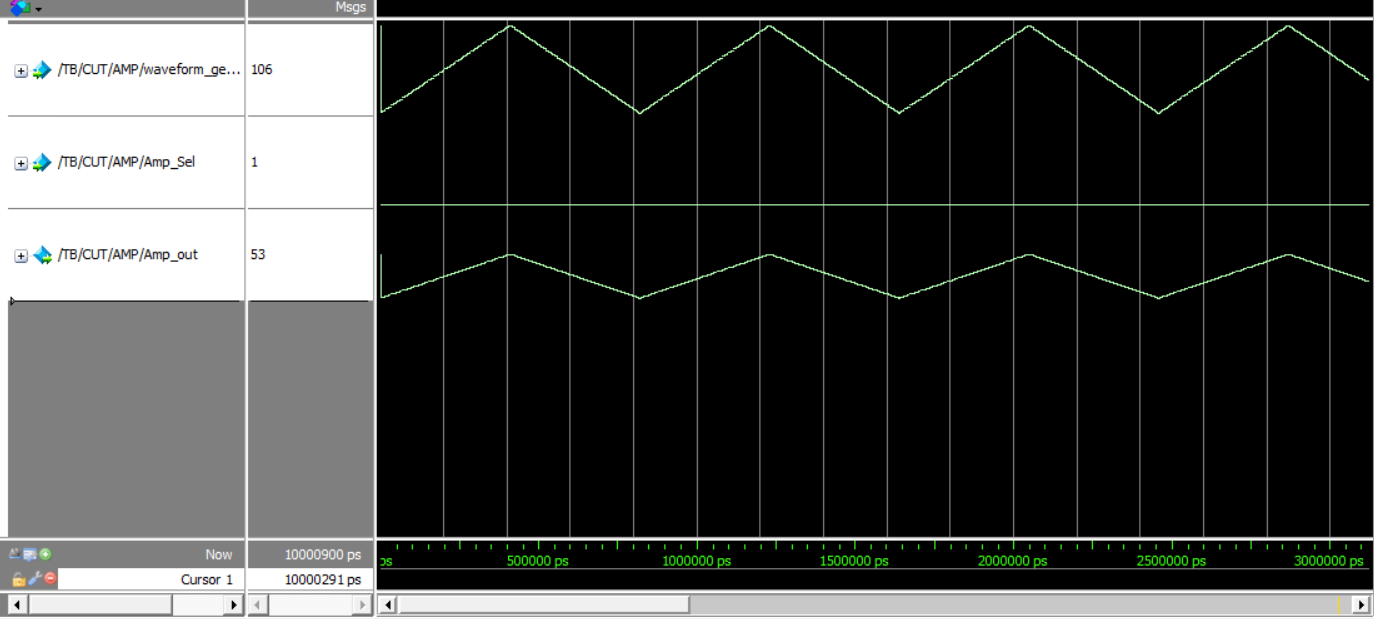 Msgs
/TB/CUT/AMP/waveform_ge... 106
/TB/CUT/AMP/Amp_Sel 1
/TB/CUT/AMP/Amp_out 53
Now 10000900 ps
Cursor 1 10000291 ps
ps 500000 ps 1000000 ps 1500000 ps 2000000 ps 2500000 ps 3000000 ps